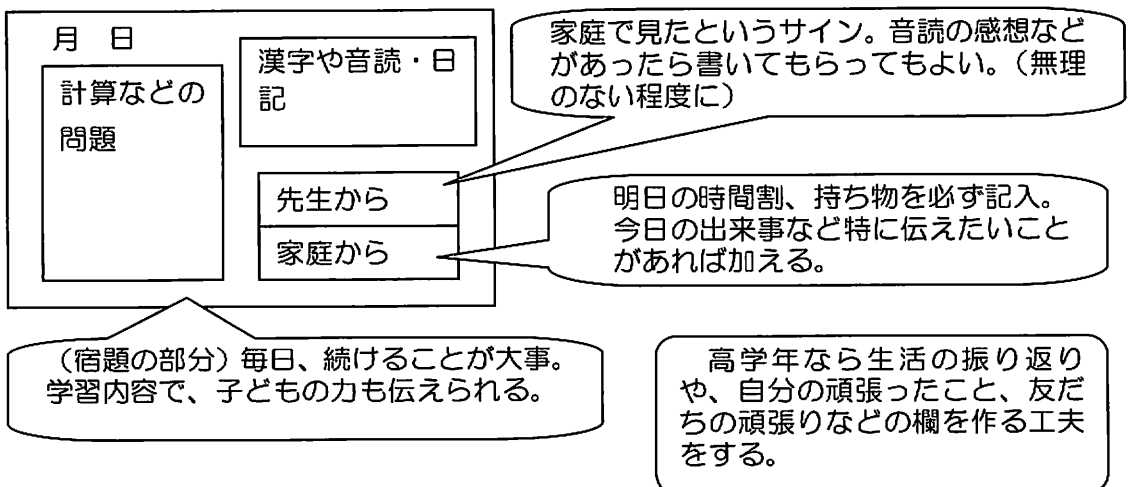 月 日
計算などの
問題
漢字や音読・日
記
先生から
家庭から
家庭で見たというサイン。音読の感想など
があったら書いてもらってもよい。（無理
のない程度に）
明日の時間割、持ち物を必ず記入。
今日の出来事など特に伝えたいこと
があれば加える。
（宿題の部分）毎日、続けることが大事。
学習内容で、子どもの力も伝えられる。
高学年なら生活の振り返り
や、自分の頑張ったこと、友だ
ちの頑張りなどの欄を作る工夫
をする。